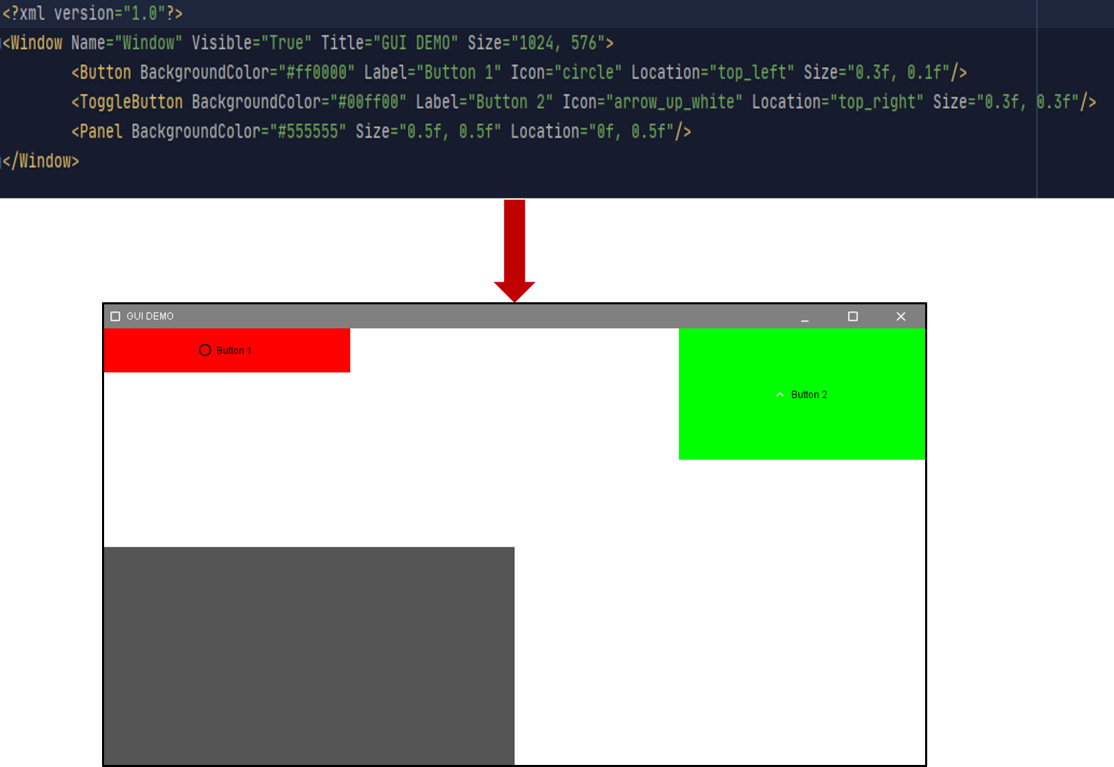 <?xml version="1.0"?>
<Window Name="Window" Visible="True" Title="GUI DEMO" Size="1024, 576">
<Button BackgroundColor="#ff0000" Label="Button 1" Icon="circle" Location="top_left" Size="0.3f, 0.1f"/>
<ToggleButton BackgroundColor="#00ff00" Label="Button 2" Icon="arrow_up_white" Location="top_right" Size="0.3f, 0.3f"/>
<Panel BackgroundColor="#555555" Size="0.5f, 0.5f" Location="0f, 0.5f"/>
</Window>
GUI DEMO
Button 1
Button 2